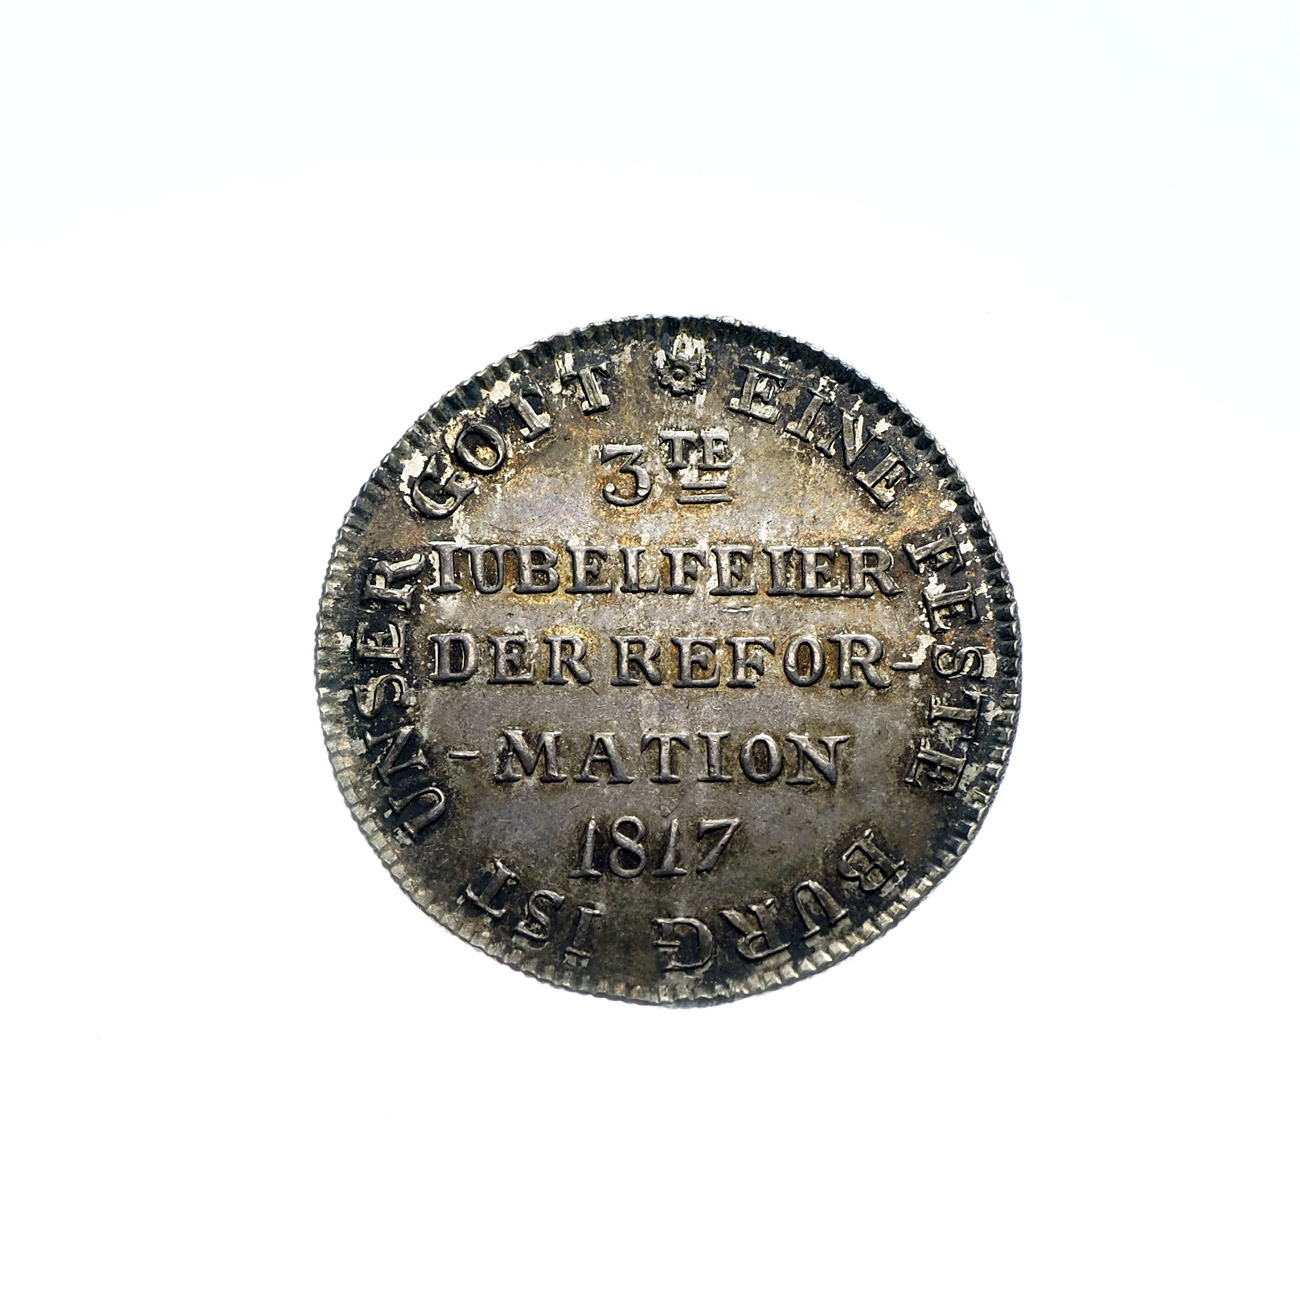 EINE FESTE BURG IST UNSER GOTT
3TE
IUBELFEIER
DER REFOR-
-MATION
1817